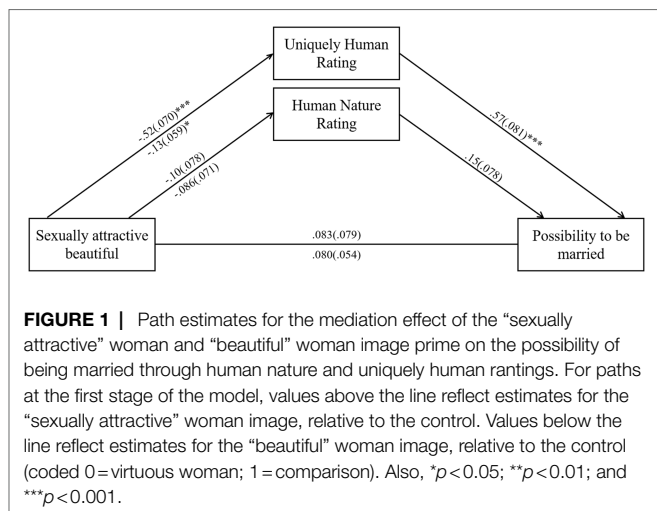 Uniquely Human
Rating
Human Nature
Rating
-.52(.070)***
-.13(.059)*
.57(.081)***
-.10(.078)
-.086(.071)
.15(.078)
Sexually attractive
beautiful
.083(.079)
.080(.054)
Possibility to be
married
FIGURE 1 | Path estimates for the mediation effect of the “sexually
attractive” woman and “beautiful” woman image prime on the possibility of
being married through human nature and uniquely human rantings. For paths
at the first stage of the model, values above the line reflect estimates for the
“sexually attractive” woman image, relative to the control. Values below the
line reflect estimates for the “beautiful” woman image, relative to the control
(coded 0=virtuous woman; 1=comparison). Also, *p<0.05; **p<0.01; and
***p<0.001.